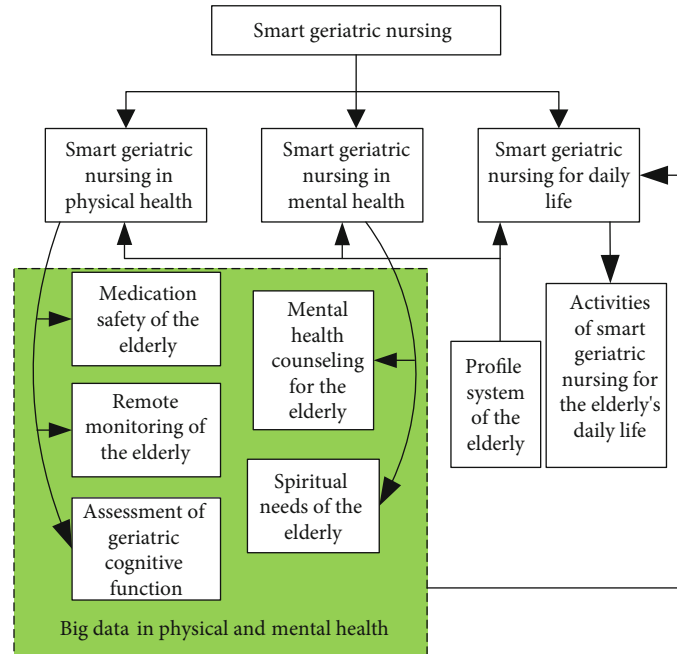 Smart geriatric nursing
Smart geriatric
nursing in
physical health
Smart geriatric
nursing in
mental health
Smart geriatric
nursing for daily
life
Medication
safety of the
elderly
Remote
monitoring of
the elderly
Assessment of
geriatric
cognitive
function
Mental
health
counseling
for the
elderly
Spiritual
needs of the
elderly
Profile
system
of the
elderly
Activities
of smart
geriatric
nursing for
the elderly's
daily life
Big data in physical and mental health